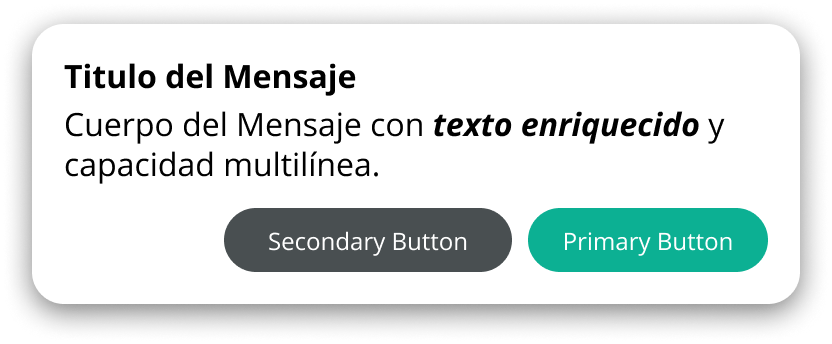 Titulo del Mensaje
Cuerpo del Mensaje con texto enriquecido y
capacidad multilínea.
Secondary Button
Primary Button